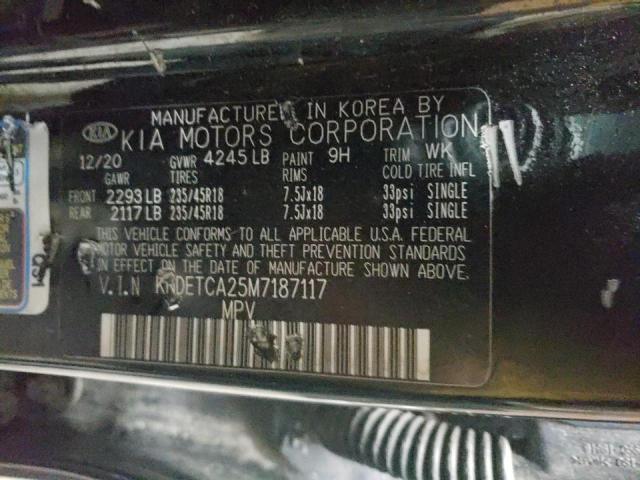 MANUFACTURED IN KOREA BY
KIA KIA MOTORS CORPORATION
12/20 GVWR 4245 LB PAINT 9H TRIM WK
GAWR TIRES RIMS COLD TIRE INFL
FRONT 2293 LB 235/45R18 7.5Jx18 33psi SINGLE
REAR 2117 LB 235/45R18 7.5Jx18 33psi SINGLE
THIS VEHICLE CONFORMS TO ALL APPLICABLE U.S.A. FEDERAL
MOTOR VEHICLE SAFETY AND THEFT PREVENTION STANDARDS
IN EFFECT ON THE DATE OF MANUFACTURE SHOWN ABOVE.
V.I.N KNDETCA25M7187117
MPV